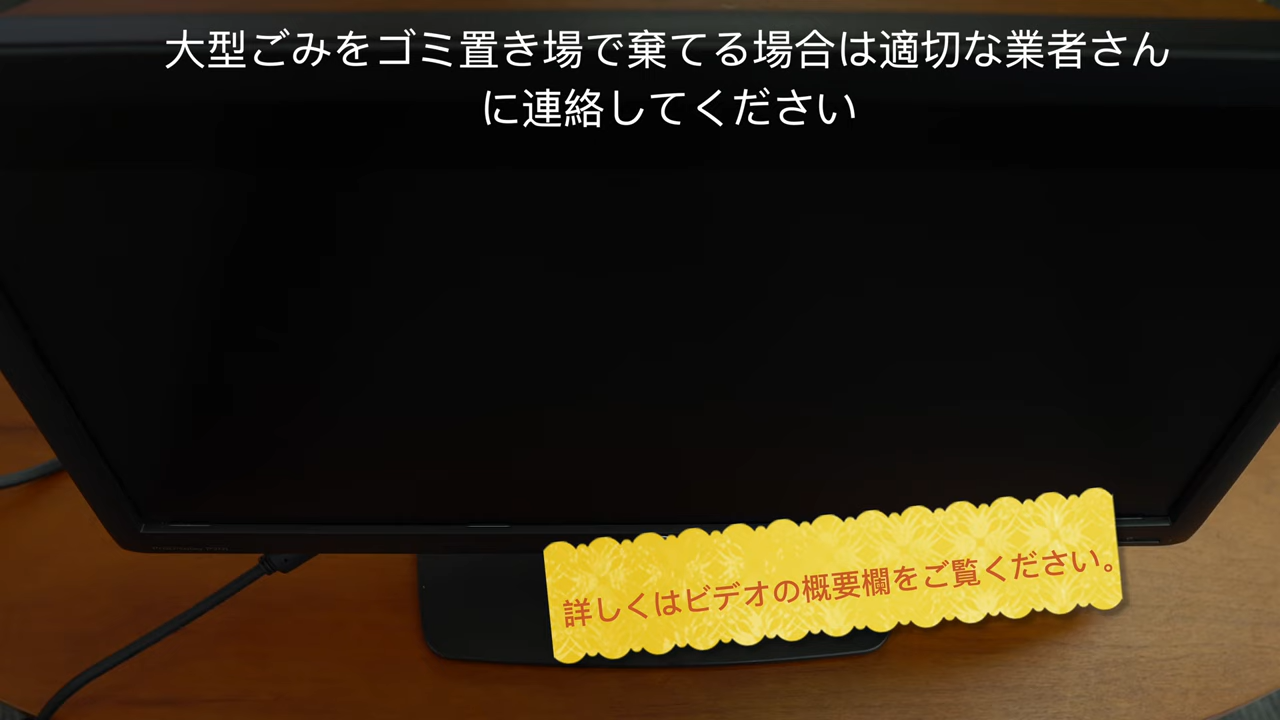 大型ごみをゴミ置き場で棄てる場合は適切な業者さん
に連絡してください
詳しくはビデオの概要欄をご覧ください。